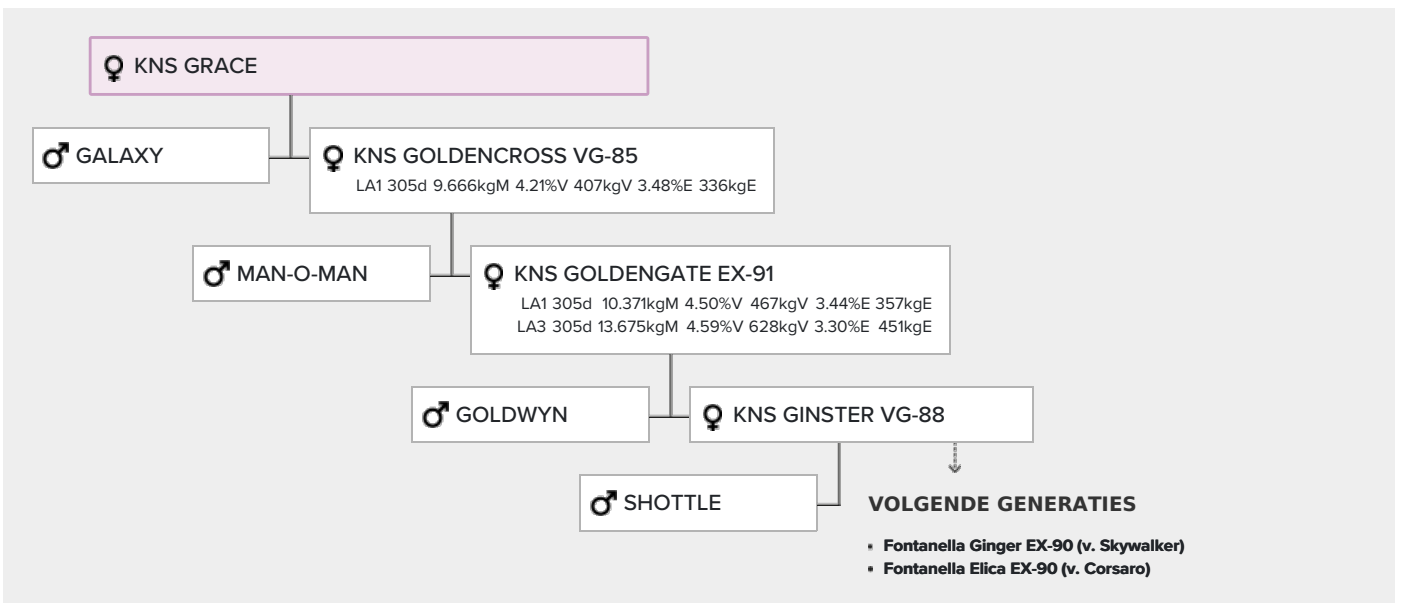 KNS GRACE
GALAXY
KNS GOLDENCROSS VG-85
LA1 305d 9.666kgM 4.21%V 407kgV 3.48%E 336kgE
MAN-O-MAN
KNS GOLDENGATE EX-91
LA1 305d 10.371kgM 4.50%V 467kgV 3.44%E 357kgE
LA3 305d 13.675kgM 4.59%V 628kgV 3.30%E 451kgE
GOLDWYN
KNS GINSTER VG-88
SHOTTLE
VOLGENDE GENERATIES
• Fontanella Ginger EX-90 (v. Skywalker)
• Fontanella Elica EX-90 (v. Corsaro)